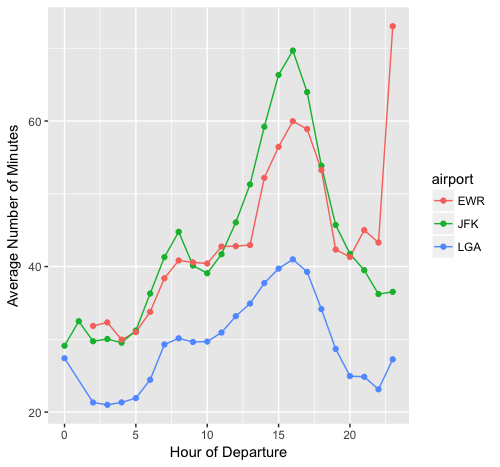 60
40
20
0 5 10 15 20
Average Number of Minutes
Hour of Departure
airport
EWR
JFK
LGA